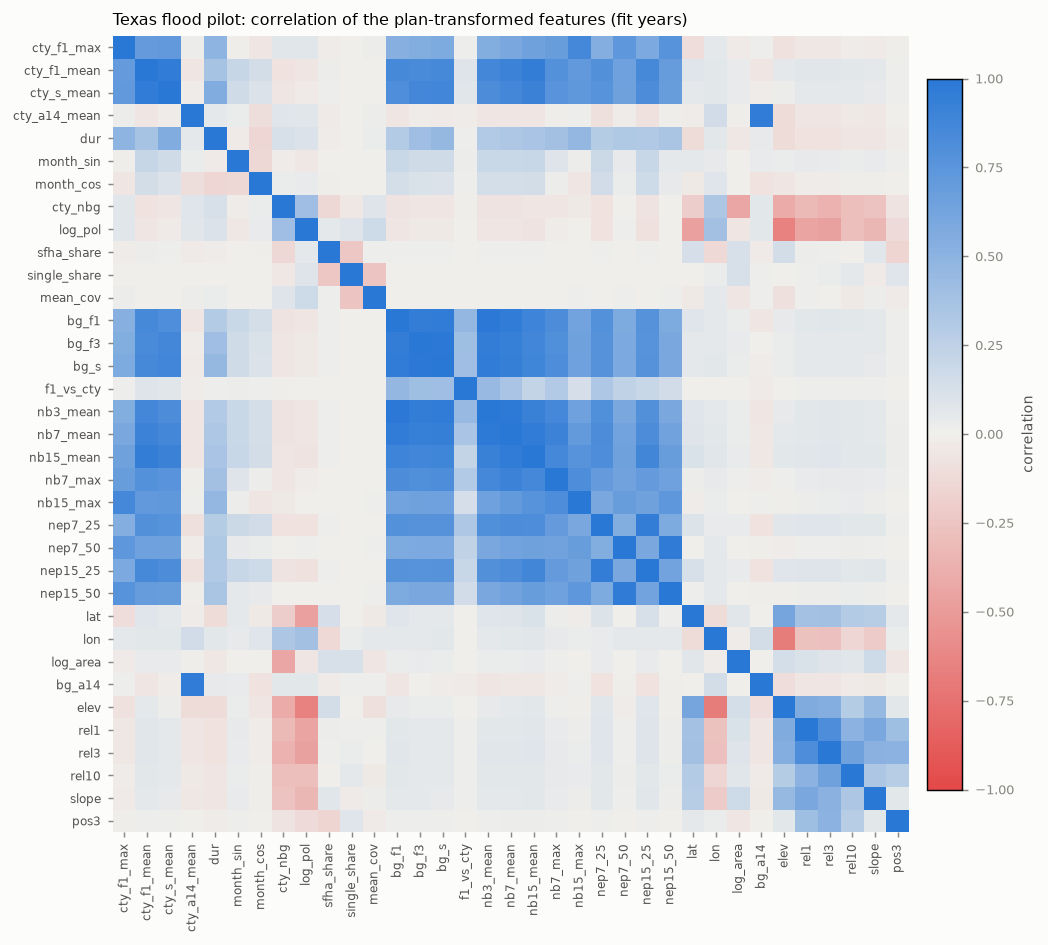 Texas flood pilot: correlation of the plan-transformed features (fit years)
cty_f1_max
cty_f1_mean
cty_s_mean
cty_a14_mean
dur
month_sin
month_cos
cty_nbg
log_pol
sfha_share
single_share
mean_cov
bg_f1
bg_f3
bg_s
f1_vs_cty
nb3_mean
nb7_mean
nb15_mean
nb7_max
nb15_max
nep7_25
nep7_50
nep15_25
nep15_50
lat
lon
log_area
bg_a14
elev
rel1
rel3
rel10
slope
pos3
cty_f1_max
cty_f1_mean
cty_s_mean
cty_a14_mean
dur
month_sin
month_cos
cty_nbg
log_pol
sfha_share
single_share
mean_cov
bg_f1
bg_f3
bg_s
f1_vs_cty
nb3_mean
nb7_mean
nb15_mean
nb7_max
nb15_max
nep7_25
nep7_50
nep15_25
nep15_50
lat
lon
log_area
bg_a14
elev
rel1
rel3
rel10
slope
pos3
1.00
0.75
0.50
0.25
0.00
−0.25
−0.50
−0.75
−1.00
correlation